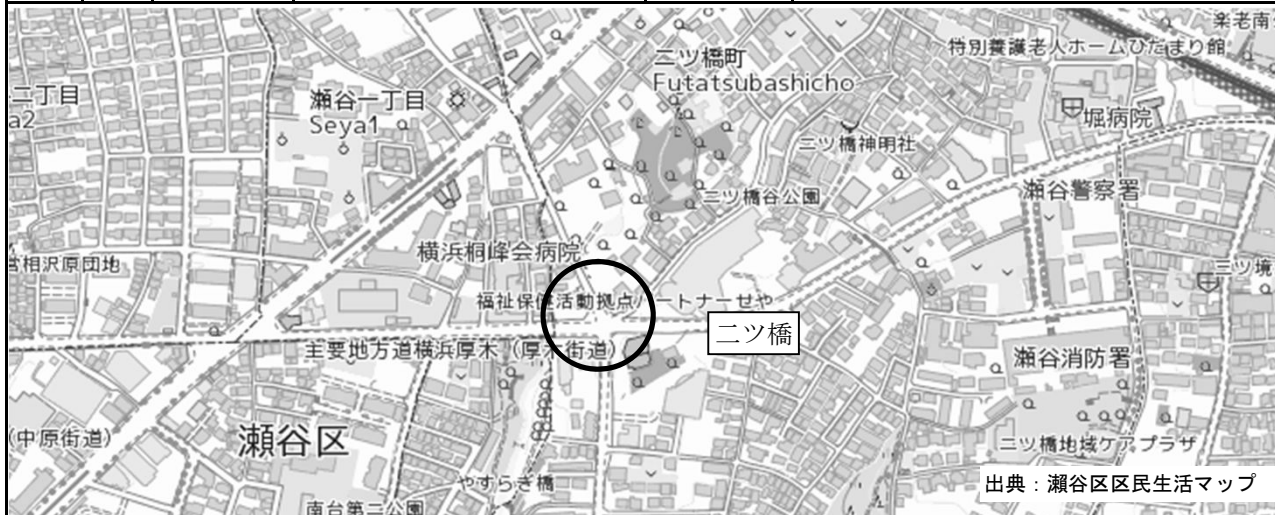 楽老南
二ツ橋町
Futatsubashicho
特別養護老人ホームひだまり館
二丁目
a2
瀬谷一丁目
Seya1
堀病院
二ツ橋神明社
二ツ橋谷公園
瀬谷警察署
横浜桐峰会病院
営相沢原団地
三ツ境
福祉保健活動拠点パートナーせや
二ツ橋
主要地方道横浜厚木（厚木街道）
瀬谷消防署
（中原街道）
瀬谷区
二ツ橋地域ケアプラザ
やすらぎ橋
出典：瀬谷区区民生活マップ
南台第二公園